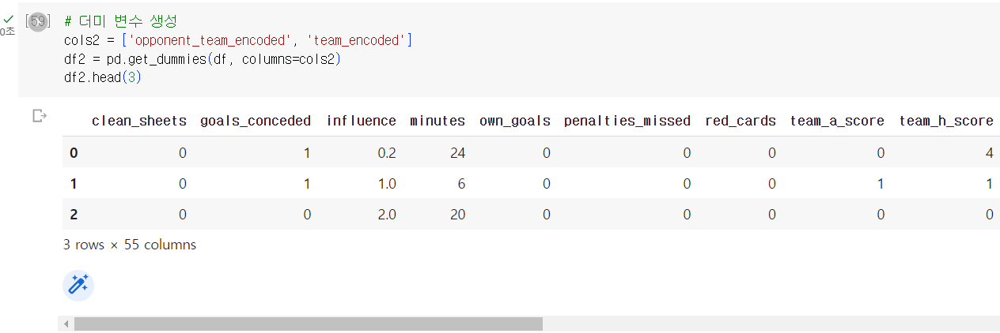 [59] # 더미 변수 생성
0초
cols2 = ['opponent_team_encoded', 'team_encoded']
df2 = pd.get_dummies(df, columns=cols2)
df2.head(3)
clean_sheets goals_conceded influence minutes own_goals penalties_missed red_cards team_a_score team_h_score
0 0 1 0.2 24 0 0 0 0 4
1 0 1 1.0 6 0 0 0 1 1
2 0 0 2.0 20 0 0 0 0 0
3 rows × 55 columns